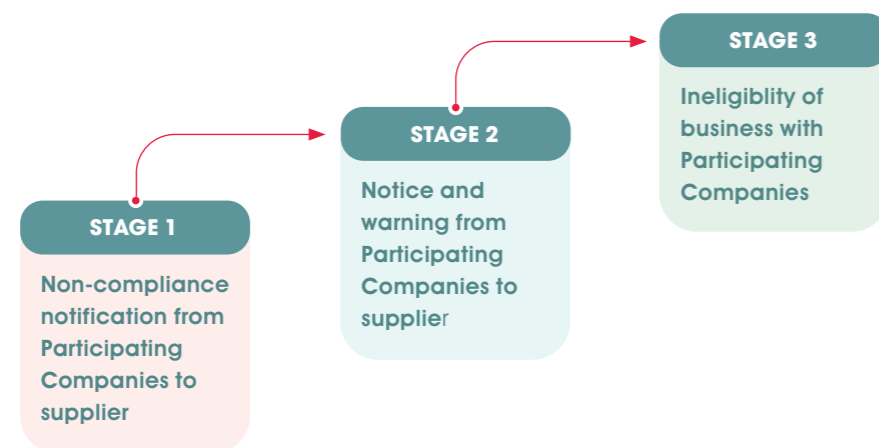 STAGE 1
Non-compliance
notification from
Participating
Companies to
supplier
STAGE 2
Notice and
warning from
Participating
Companies to
supplier
STAGE 3
Ineligiblity of
business with
Participating
Companies